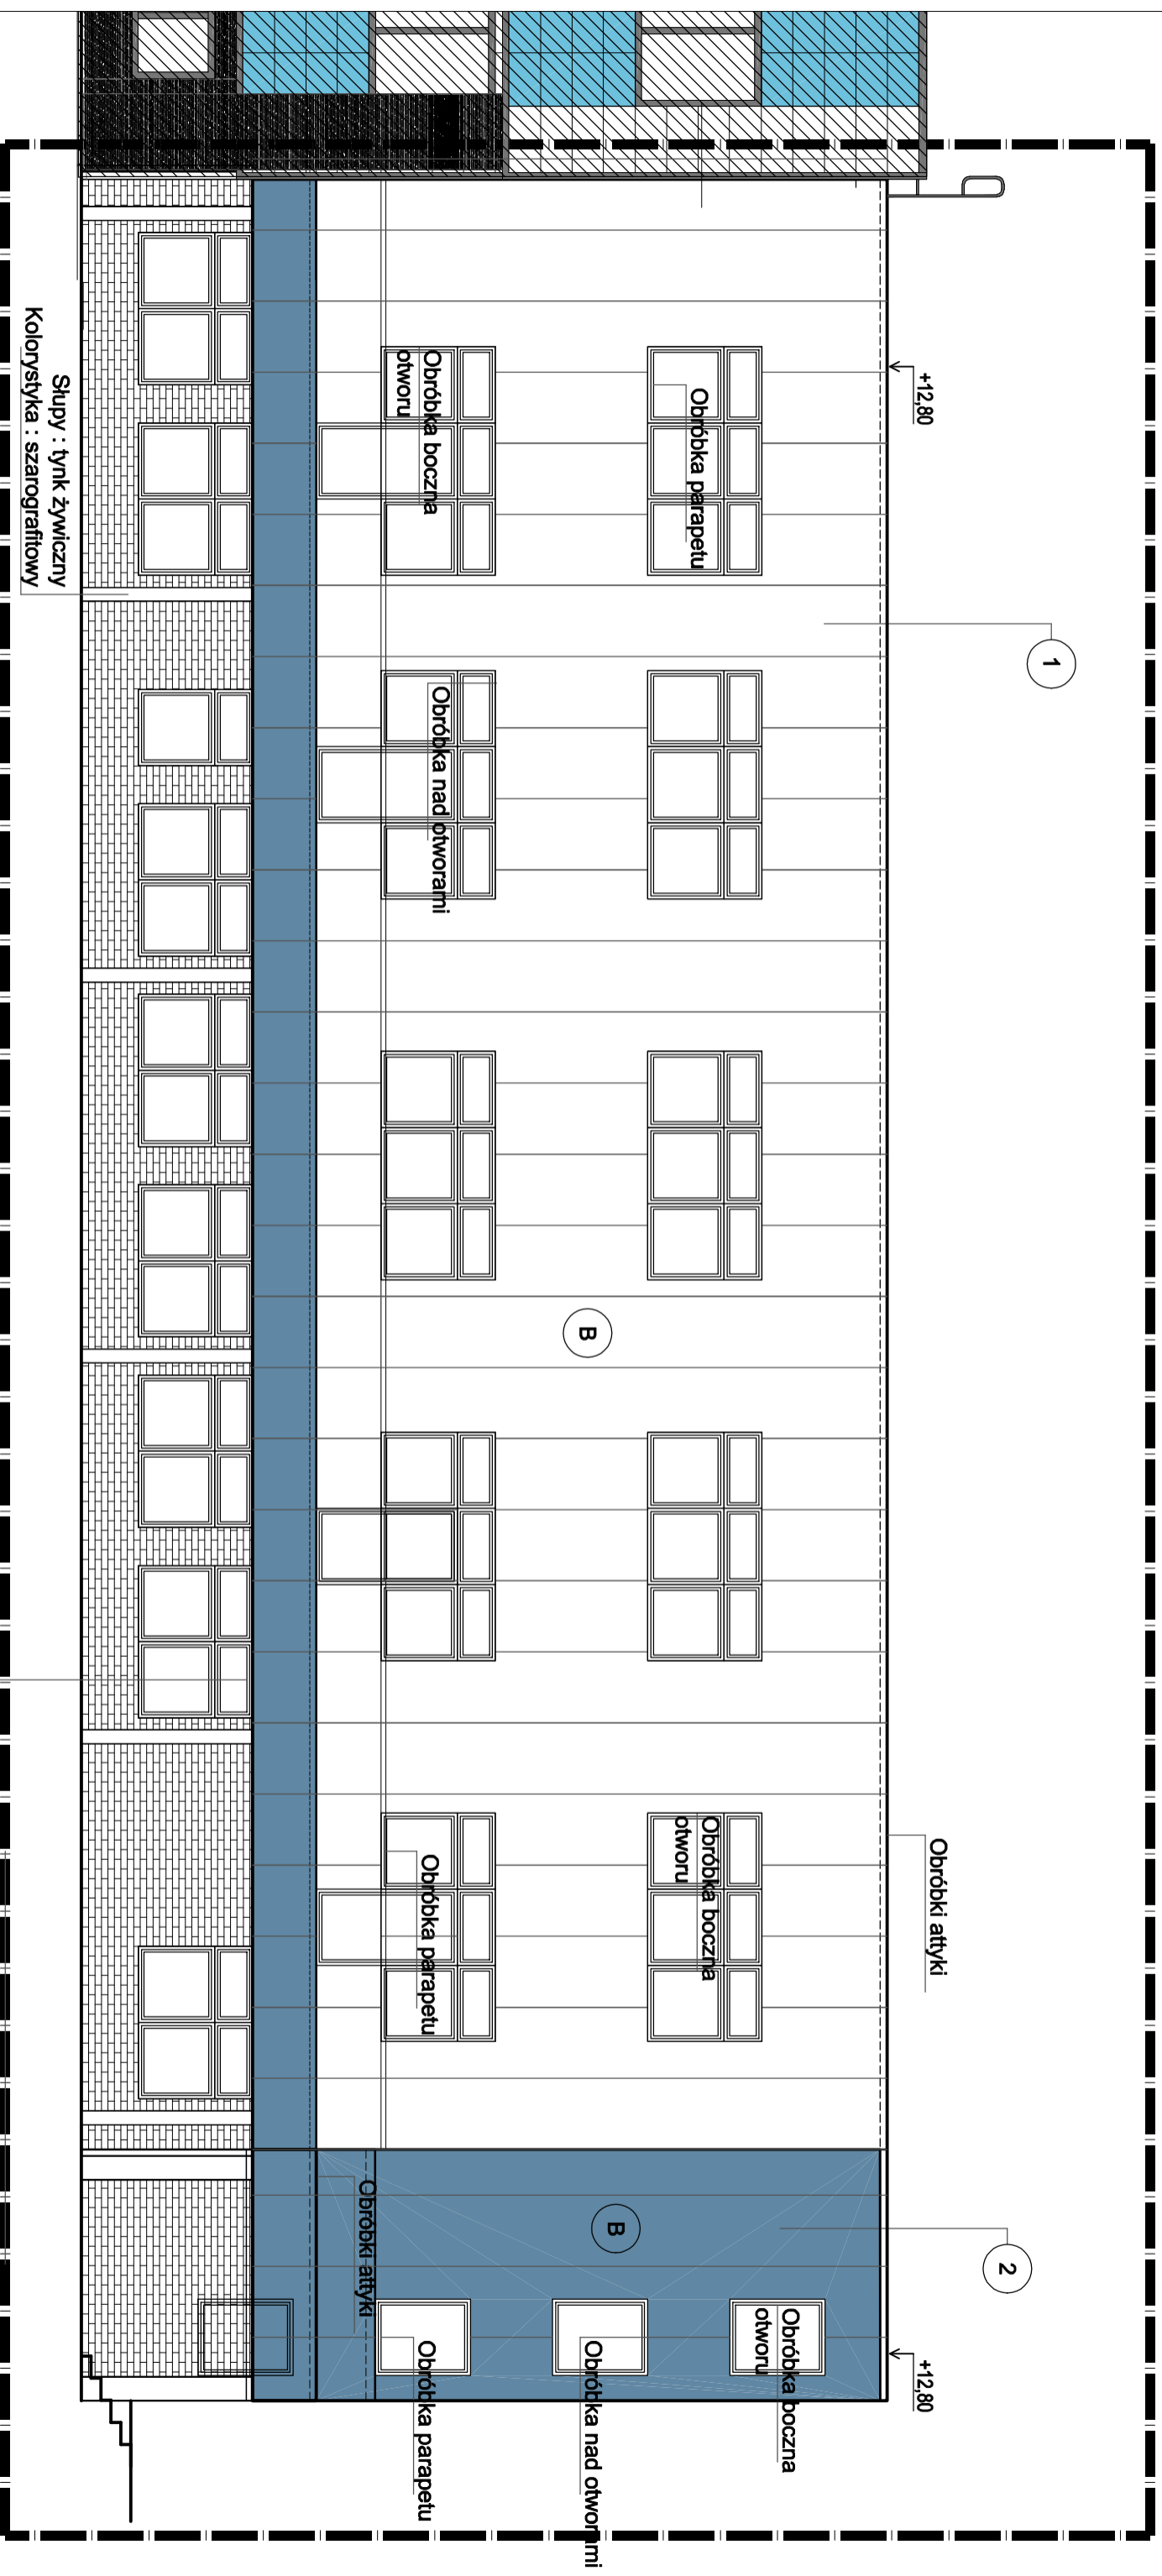 +12,80
+12,80
1
2
Obróbki attyki
Obróbka parapetu
Obróbka boczna
otworu
Obróbka boczna
otworu
B
B
Obróbka nad otworami
Obróbka boczna
otworu
Obróbka nad otworami
Obróbka parapetu
Obróbka parapetu
Obróbki attyki
Słupy : tynk żywiczny
Kolorystyka : szarografitowy